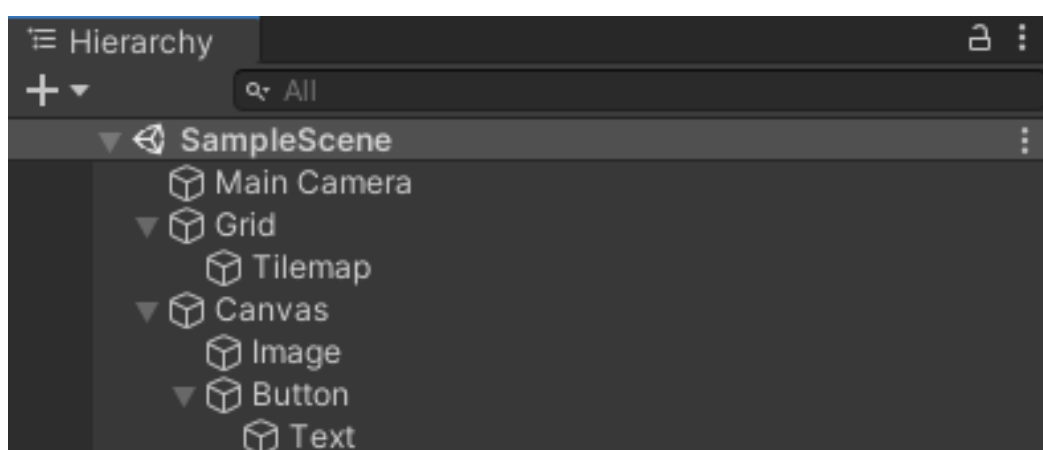 Hierarchy
All
SampleScene
Main Camera
Grid
Tilemap
Canvas
Image
Button
Text